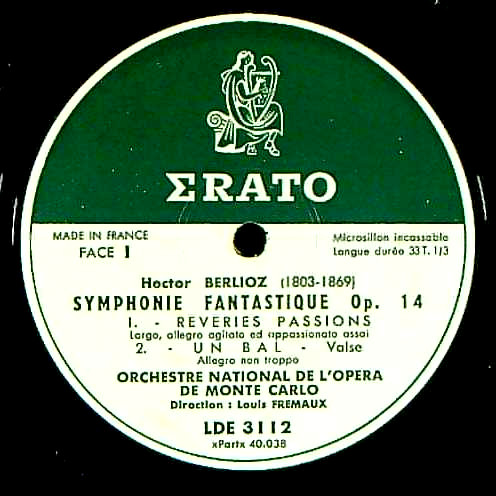 ΣRATO
MADE IN FRANCE
FACE 1
Microsillon incassable
Langue durée 33 T. 1/3
Hector BERLIOZ (1803-1869)
SYMPHONIE FANTASTIQUE Op. 14
1. - REVERIES PASSIONS
Largo, allegro agitato ed appassionato assai
2. - UN BAL - Valse
Allegro non troppo
ORCHESTRE NATIONAL DE L'OPERA
DE MONTE CARLO
Direction : Louis FREMAUX
LDE 3112
«Part» 40.038